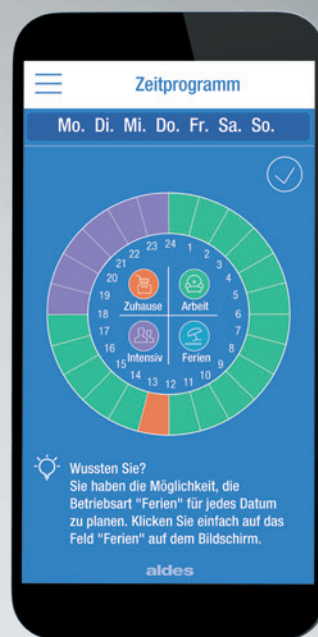 Zeitprogramm
Mo. Di. Mi. Do. Fr. Sa. So.
24
1
2
3
4
5
6
7
8
9
10
11
12
13
14
15
16
17
18
19
20
21
22
23
Zuhause
Arbeit
Intensiv
Ferien
Wussten Sie?
Sie haben die Möglichkeit, die
Betriebsart "Ferien" für jedes Datum
zu planen. Klicken Sie einfach auf das
Feld "Ferien" auf dem Bildschirm.
aldes